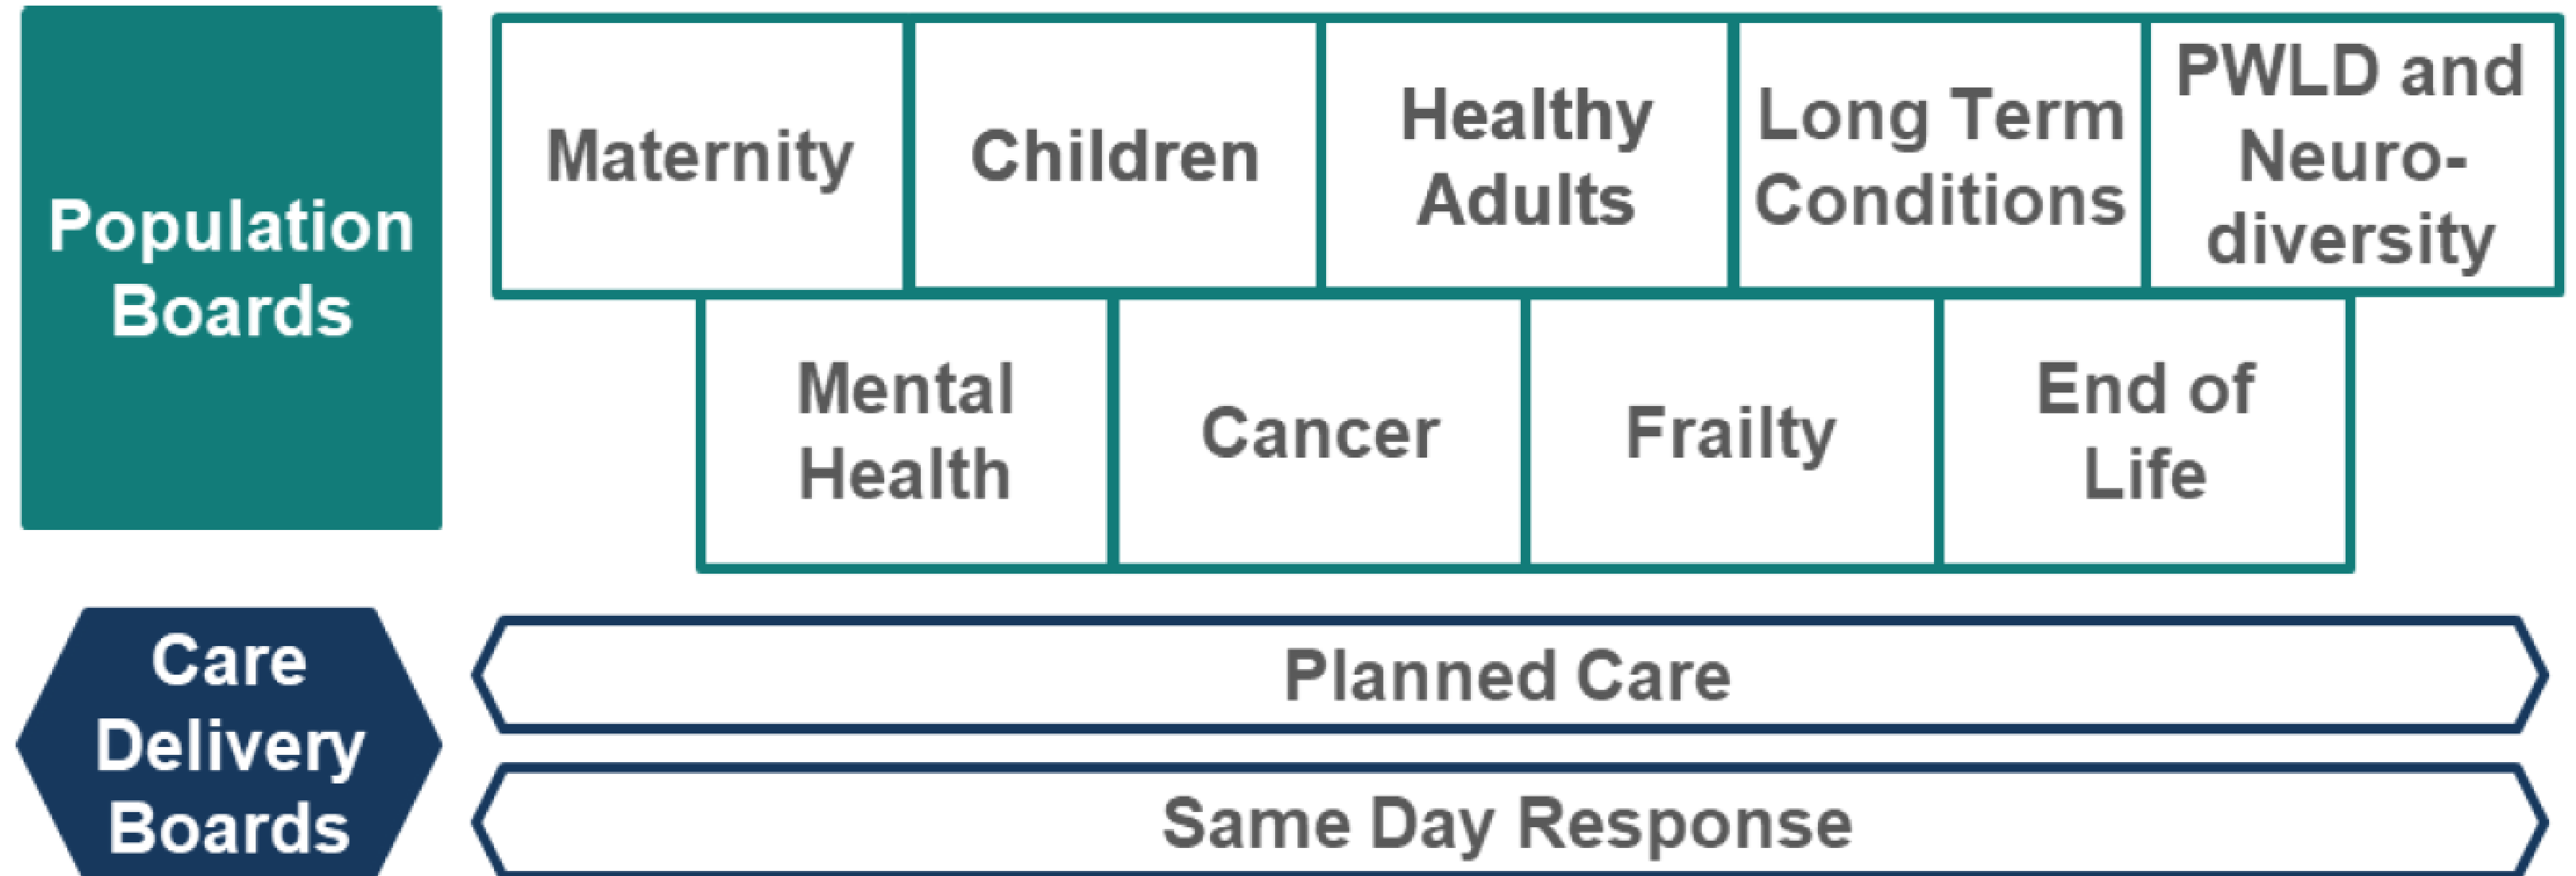 Population
Boards
Maternity
Children
Healthy
Adults
Long Term
Conditions
PWLD and
Neuro-
diversity
Mental
Health
Cancer
Frailty
End of
Life
Care
Delivery
Boards
Planned Care
Same Day Response